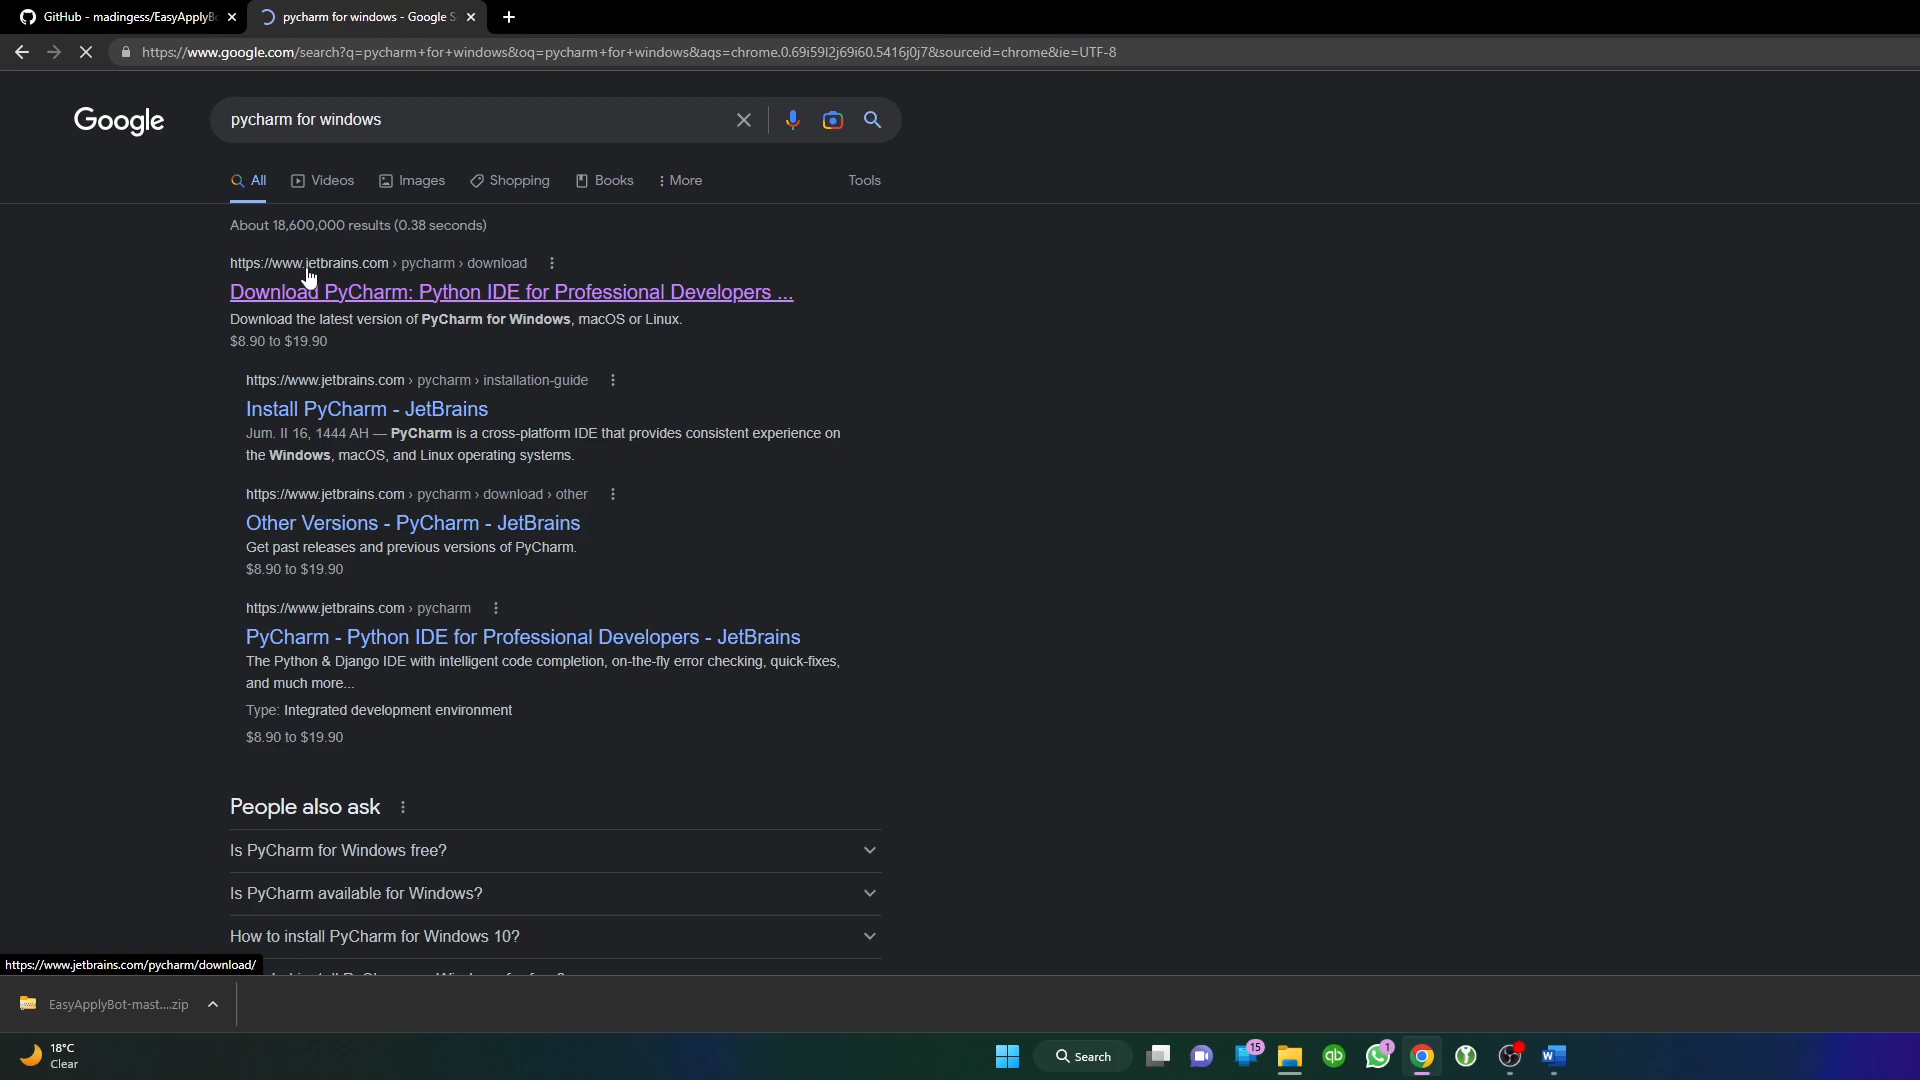 GitHub - madingess/EasyApplyB
pycharm for windows - Google S
https://www.google.com/search?q=pycharm+for+windows&oq=pycharm+for+windows&aqs=chrome.0.69i59l2j69i60.5416j0j7&sourceid=chrome&ie=UTF-8
Google
pycharm for windows
All
Videos
Images
Shopping
Books
More
Tools
About 18,600,000 results (0.38 seconds)
https://www.jetbrains.com › pycharm › download
Download PyCharm: Python IDE for Professional Developers ...
Download the latest version of PyCharm for Windows, macOS or Linux.
$8.90 to $19.90
https://www.jetbrains.com › pycharm › installation-guide
Install PyCharm - JetBrains
Jum. II 16, 1444 AH — PyCharm is a cross-platform IDE that provides consistent experience on
the Windows, macOS, and Linux operating systems.
https://www.jetbrains.com › pycharm › download › other
Other Versions - PyCharm - JetBrains
Get past releases and previous versions of PyCharm.
$8.90 to $19.90
https://www.jetbrains.com › pycharm
PyCharm - Python IDE for Professional Developers - JetBrains
The Python & Django IDE with intelligent code completion, on-the-fly error checking, quick-fixes,
and much more...
Type: Integrated development environment
$8.90 to $19.90
People also ask
Is PyCharm for Windows free?
Is PyCharm available for Windows?
How to install PyCharm for Windows 10?
https://www.jetbrains.com/pycharm/download/
EasyApplyBot-mast....zip
18°C
Clear
Search
15
qb
1
W